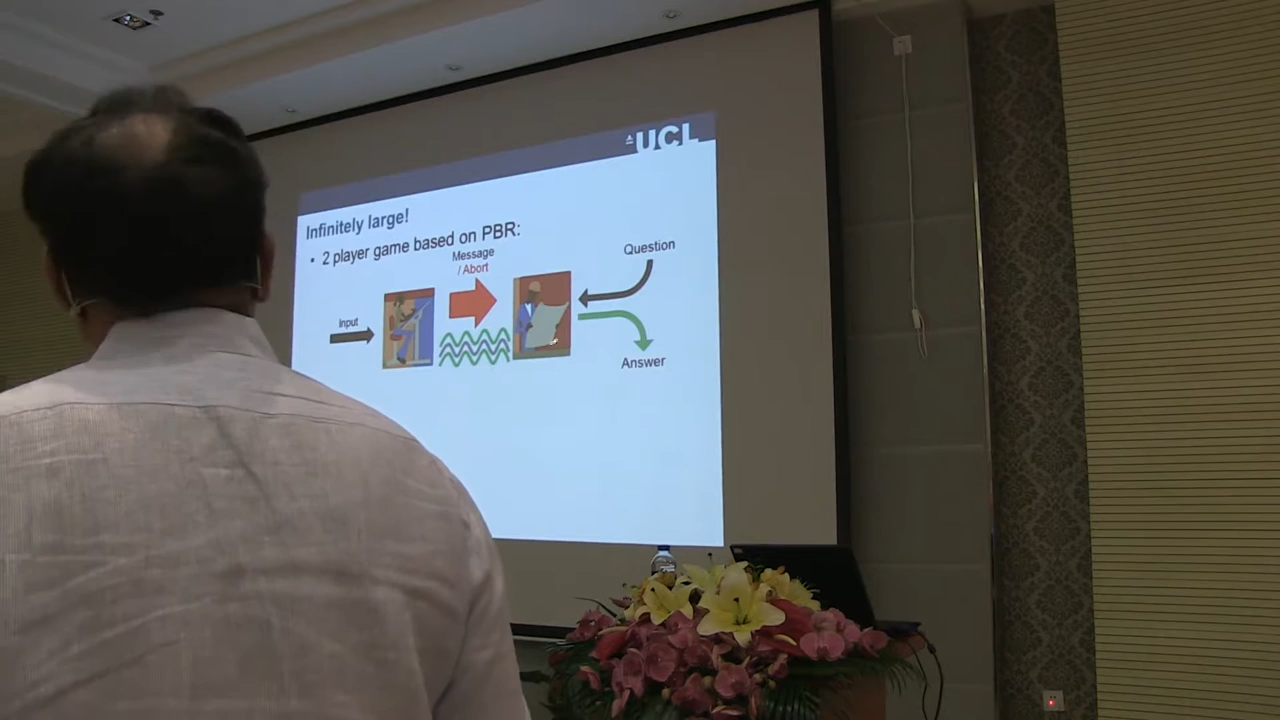 UCL
Infinitely large!
• 2 player game based on PBR:
Message
/ Abort
Question
Input
Answer